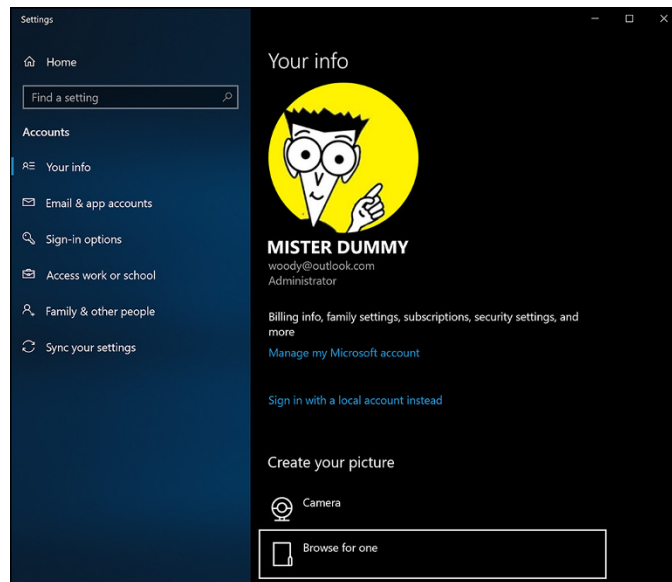 Settings
Home
Find a setting
Accounts
Your info
Email & app accounts
Sign-in options
Access work or school
Family & other people
Sync your settings
Your info
MISTER DUMMY
woody@outlook.com
Administrator
Billing info, family settings, subscriptions, security settings, and
more
Manage my Microsoft account
Sign in with a local account instead
Create your picture
Camera
Browse for one